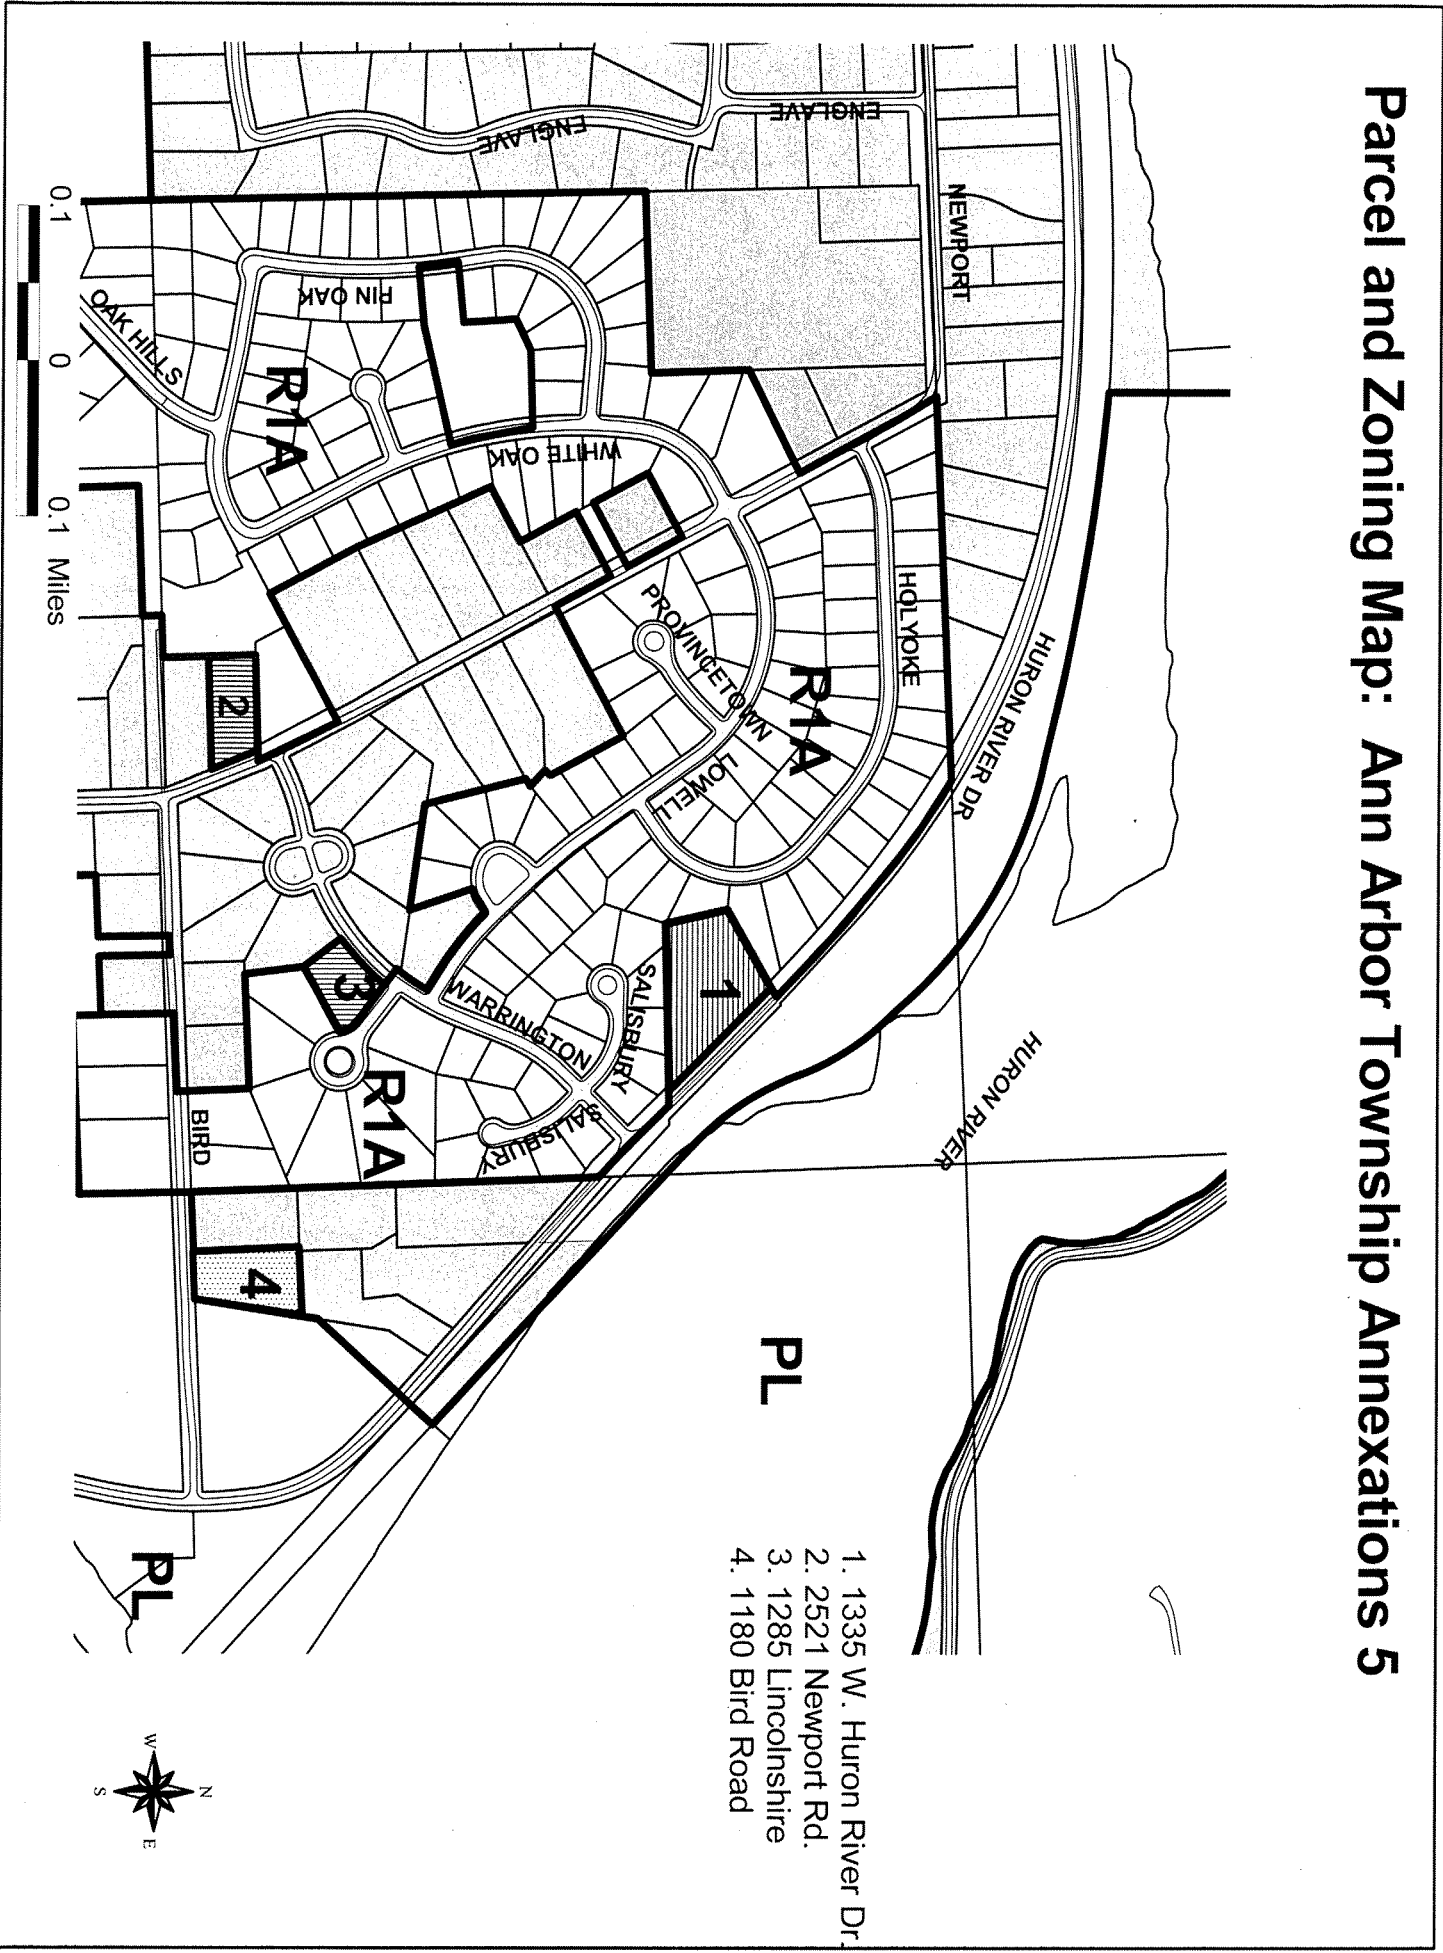 Parcel and Zoning Map: Ann Arbor Township Annexations 5
HURON RIVER DR
HURON RIVER
NEWPORT
ENGLAVE
ENGLAVE
HOLYOKE
R1A
PROVINCETOWN
LOWELL
WHITE OAK
PIN OAK
OAK HILLS
R1A
1
SALISBURY
SALISBURY
WARRINGTON
2
3
R1A
BIRD
4
PL
PL
1. 1335 W. Huron River Dr.
2. 2521 Newport Rd.
3. 1285 Lincolnshire
4. 1180 Bird Road
0.1 0 0.1 Miles
N
W
E
S